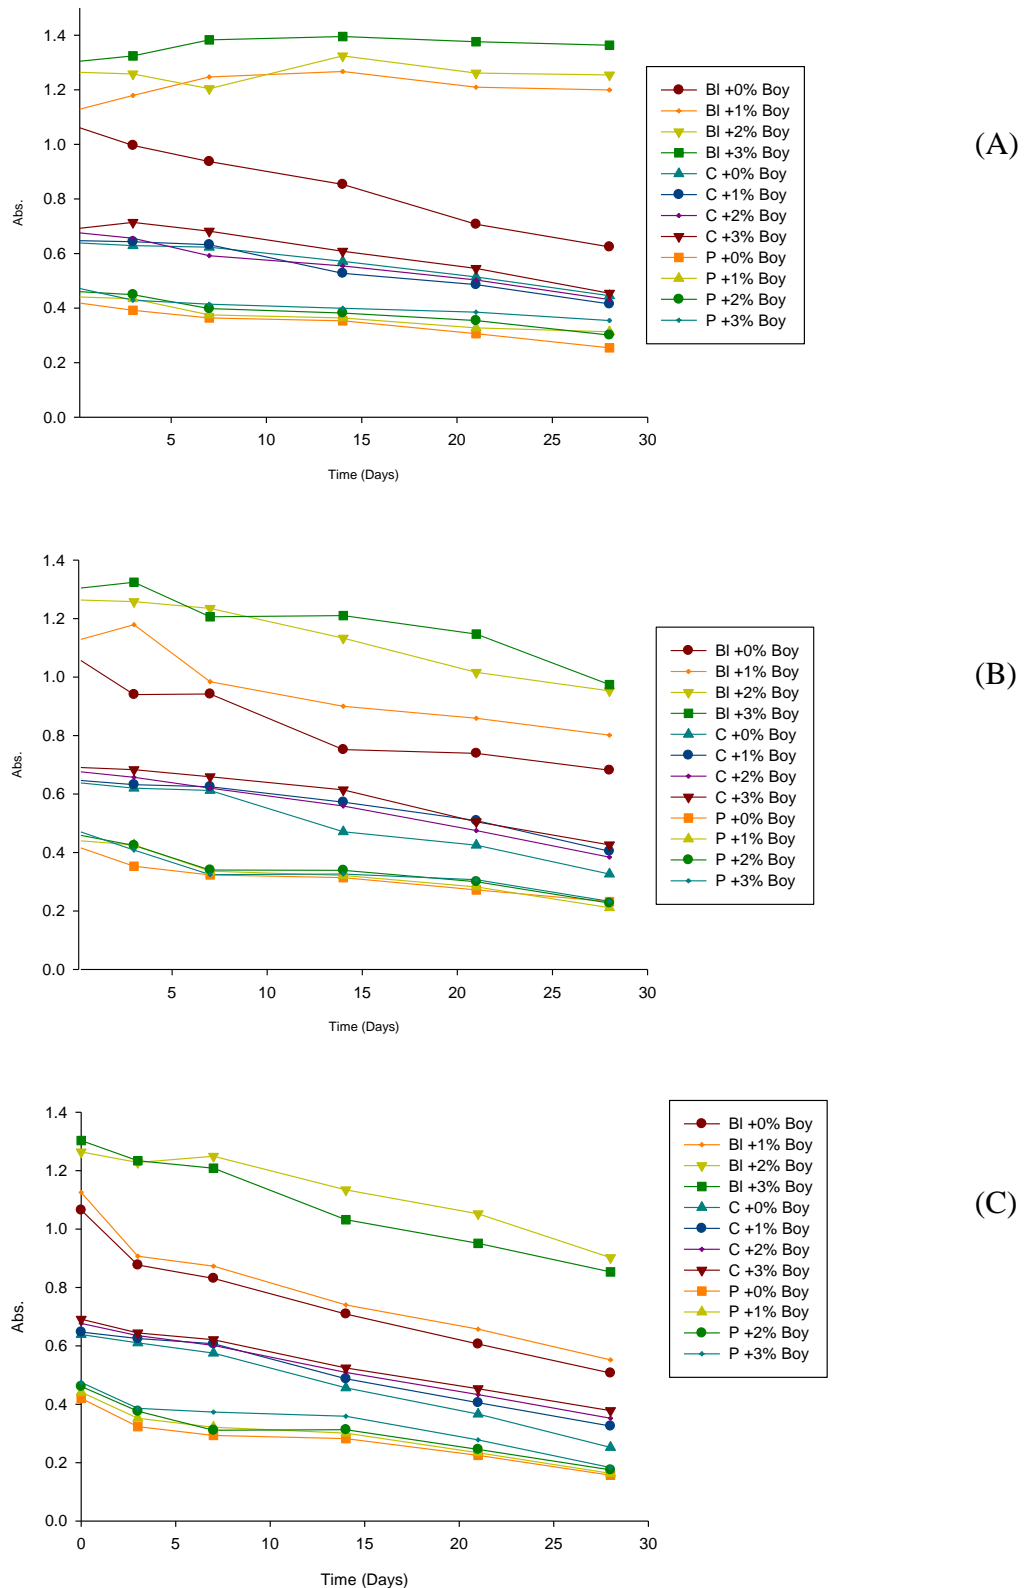 1.4
1.2
1.0
0.8
0.6
0.4
0.2
0.0
Abs.
5 10 15 20 25 30
Time (Days)
Bl +0% Boy
Bl +1% Boy
Bl +2% Boy
Bl +3% Boy
C +0% Boy
C +1% Boy
C +2% Boy
C +3% Boy
P +0% Boy
P +1% Boy
P +2% Boy
P +3% Boy
(A)
1.4
1.2
1.0
0.8
0.6
0.4
0.2
0.0
Abs.
5 10 15 20 25 30
Time (Days)
Bl +0% Boy
Bl +1% Boy
Bl +2% Boy
Bl +3% Boy
C +0% Boy
C +1% Boy
C +2% Boy
C +3% Boy
P +0% Boy
P +1% Boy
P +2% Boy
P +3% Boy
(B)
1.4
1.2
1.0
0.8
0.6
0.4
0.2
0.0
Abs.
0 5 10 15 20 25 30
Time (Days)
Bl +0% Boy
Bl +1% Boy
Bl +2% Boy
Bl +3% Boy
C +0% Boy
C +1% Boy
C +2% Boy
C +3% Boy
P +0% Boy
P +1% Boy
P +2% Boy
P +3% Boy
(C)